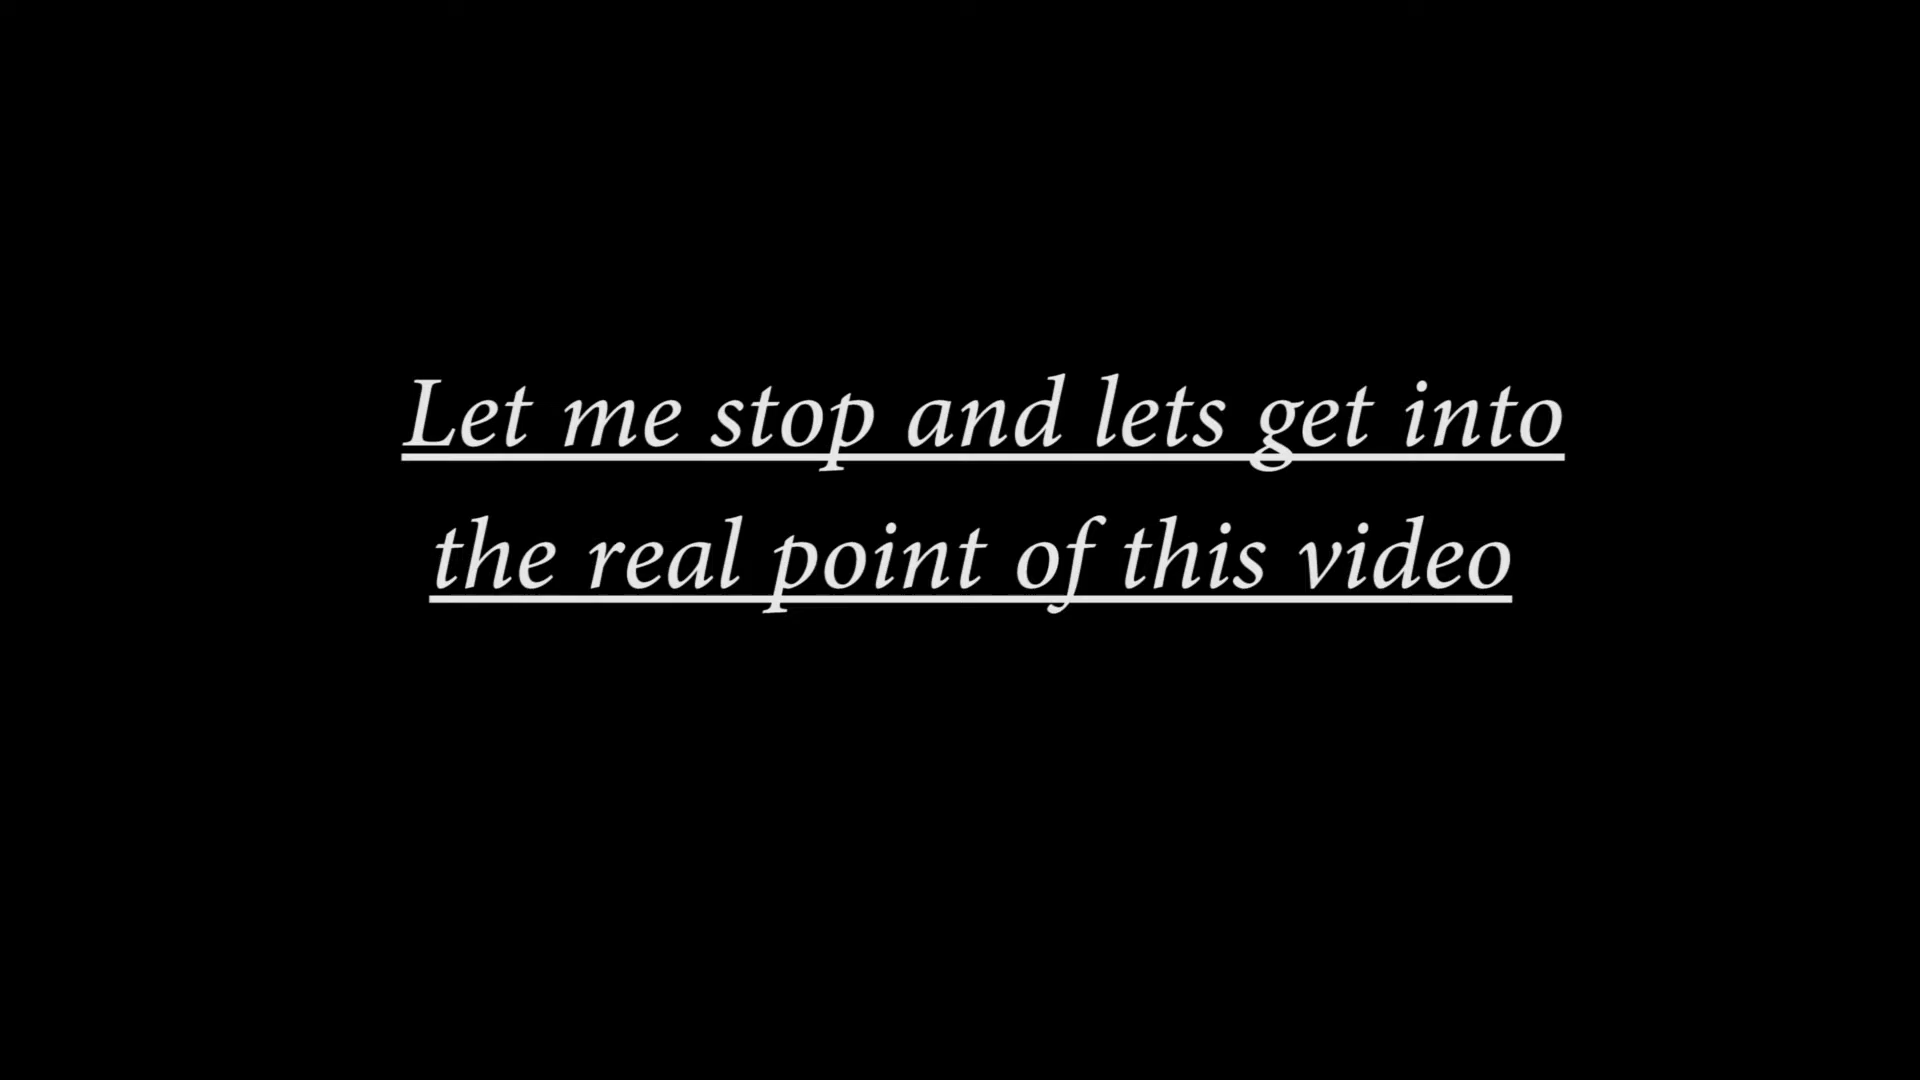 Let me stop and lets get into
the real point of this video